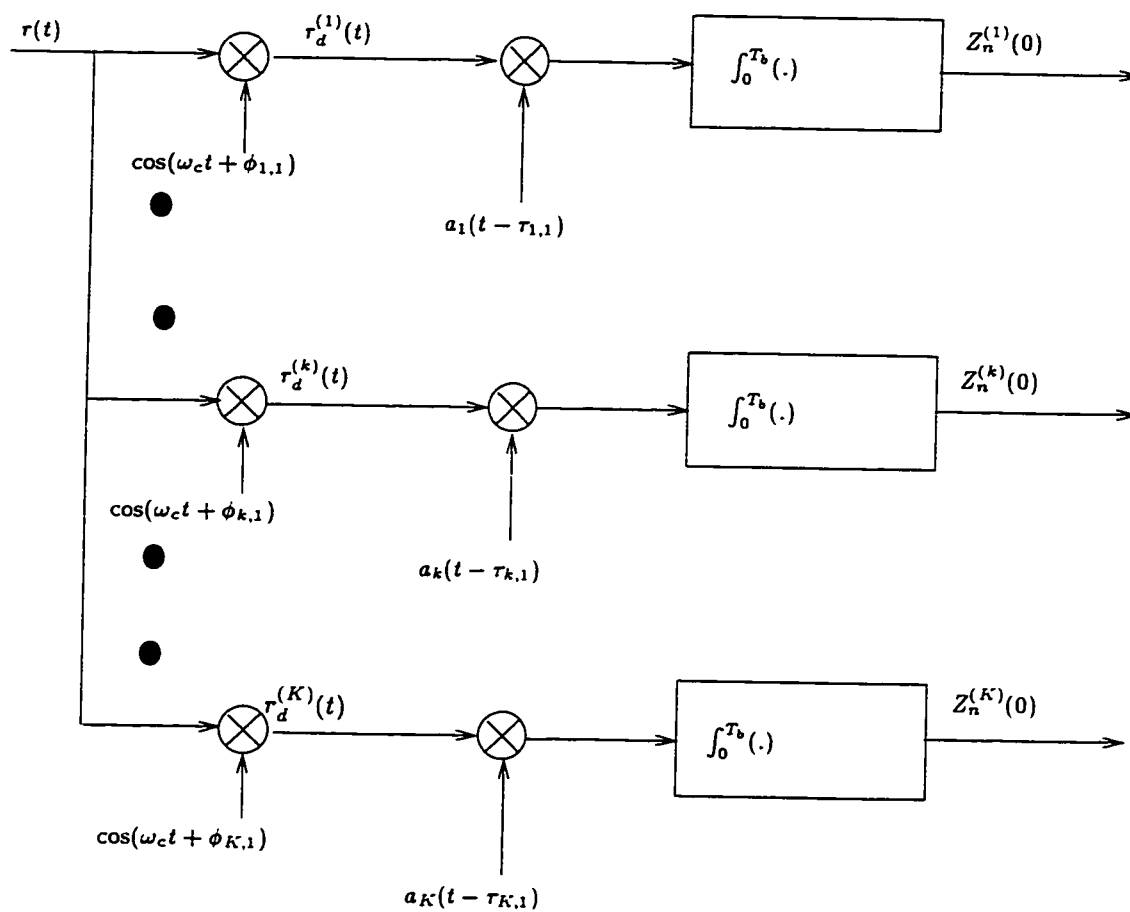 r(t)
r_d^{(1)}(t)
Z_n^{(1)}(0)
∫_0^{T_b}(.)
cos(ω_c t + φ_{1,1})
a_1(t − τ_{1,1})
r_d^{(k)}(t)
Z_n^{(k)}(0)
∫_0^{T_b}(.)
cos(ω_c t + φ_{k,1})
a_k(t − τ_{k,1})
r_d^{(K)}(t)
Z_n^{(K)}(0)
∫_0^{T_b}(.)
cos(ω_c t + φ_{K,1})
a_K(t − τ_{K,1})